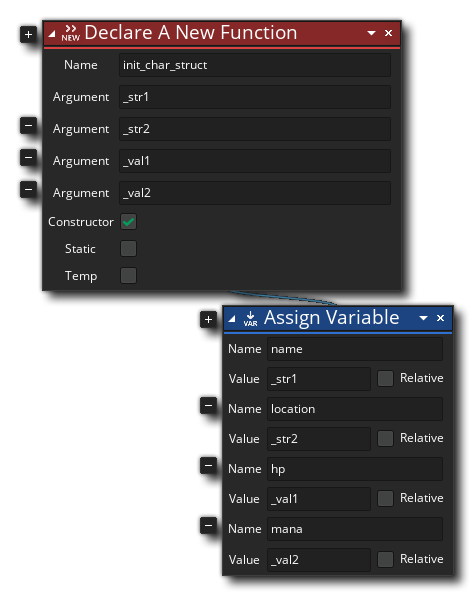 NEW Declare A New Function
Name init_char_struct
Argument _str1
Argument _str2
Argument _val1
Argument _val2
Constructor
Static
Temp
VAR Assign Variable
Name name
Value _str1 Relative
Name location
Value _str2 Relative
Name hp
Value _val1 Relative
Name mana
Value _val2 Relative